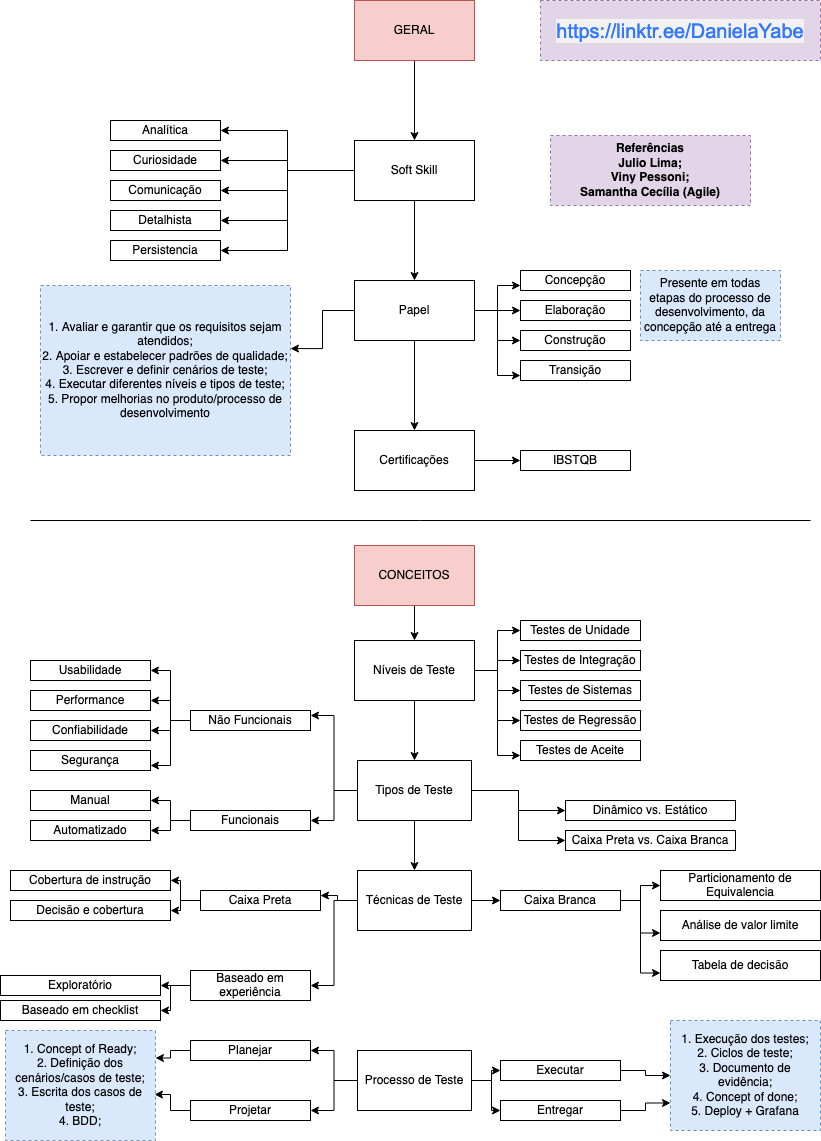 GERAL
https://linktr.ee/DanielaYabe
Analítica
Curiosidade
Comunicação
Detalhista
Persistencia
Soft Skill
Referências
Julio Lima;
Viny Pessoni;
Samantha Cecília (Agile)
1. Avaliar e garantir que os requisitos sejam
atendidos;
2. Apoiar e estabelecer padrões de qualidade;
3. Escrever e definir cenários de teste;
4. Executar diferentes níveis e tipos de teste;
5. Propor melhorias no produto/processo de
desenvolvimento
Papel
Concepção
Elaboração
Construção
Transição
Presente em todas
etapas do processo de
desenvolvimento, da
concepção até a entrega
Certificações
IBSTQB
CONCEITOS
Níveis de Teste
Testes de Unidade
Testes de Integração
Testes de Sistemas
Testes de Regressão
Testes de Aceite
Usabilidade
Performance
Confiabilidade
Segurança
Não Funcionais
Manual
Automatizado
Funcionais
Tipos de Teste
Dinâmico vs. Estático
Caixa Preta vs. Caixa Branca
Cobertura de instrução
Decisão e cobertura
Caixa Preta
Técnicas de Teste
Caixa Branca
Particionamento de
Equivalencia
Análise de valor limite
Tabela de decisão
Exploratório
Baseado em checklist
Baseado em
experiência
1. Concept of Ready;
2. Definição dos
cenários/casos de teste;
3. Escrita dos casos de
teste;
4. BDD;
Planejar
Projetar
Processo de Teste
Executar
Entregar
1. Execução dos testes;
2. Ciclos de teste;
3. Documento de
evidência;
4. Concept of done;
5. Deploy + Grafana